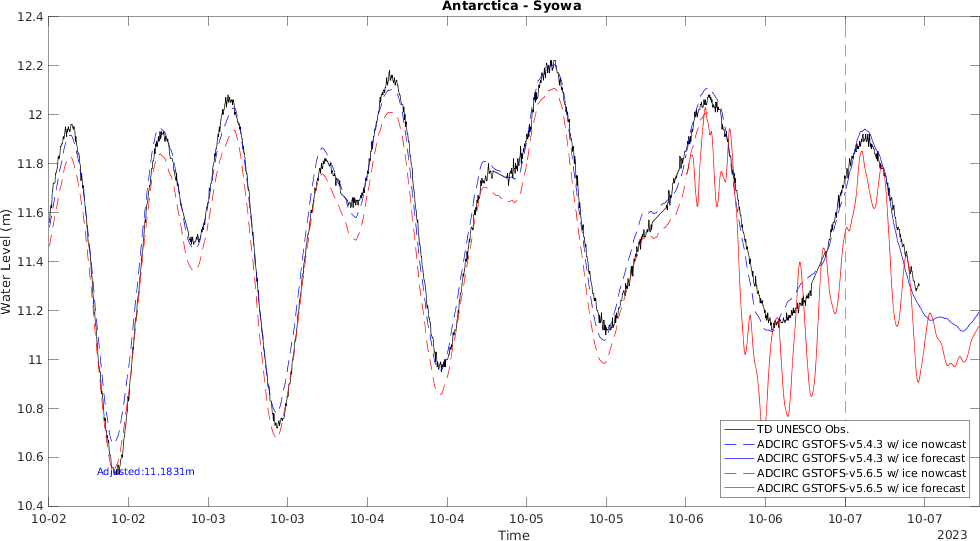 Antarctica - Syowa
12.4
12.2
12
11.8
11.6
11.4
11.2
11
10.8
10.6
10.4
Water Level (m)
Adjusted:11.1831m
TD UNESCO Obs.
ADCIRC GSTOFS-v5.4.3 w/ ice nowcast
ADCIRC GSTOFS-v5.4.3 w/ ice forecast
ADCIRC GSTOFS-v5.6.5 w/ ice nowcast
ADCIRC GSTOFS-v5.6.5 w/ ice forecast
10-02 10-02 10-03 10-03 10-04 10-04 10-05 10-05 10-06 10-06 10-07 10-07
Time
2023